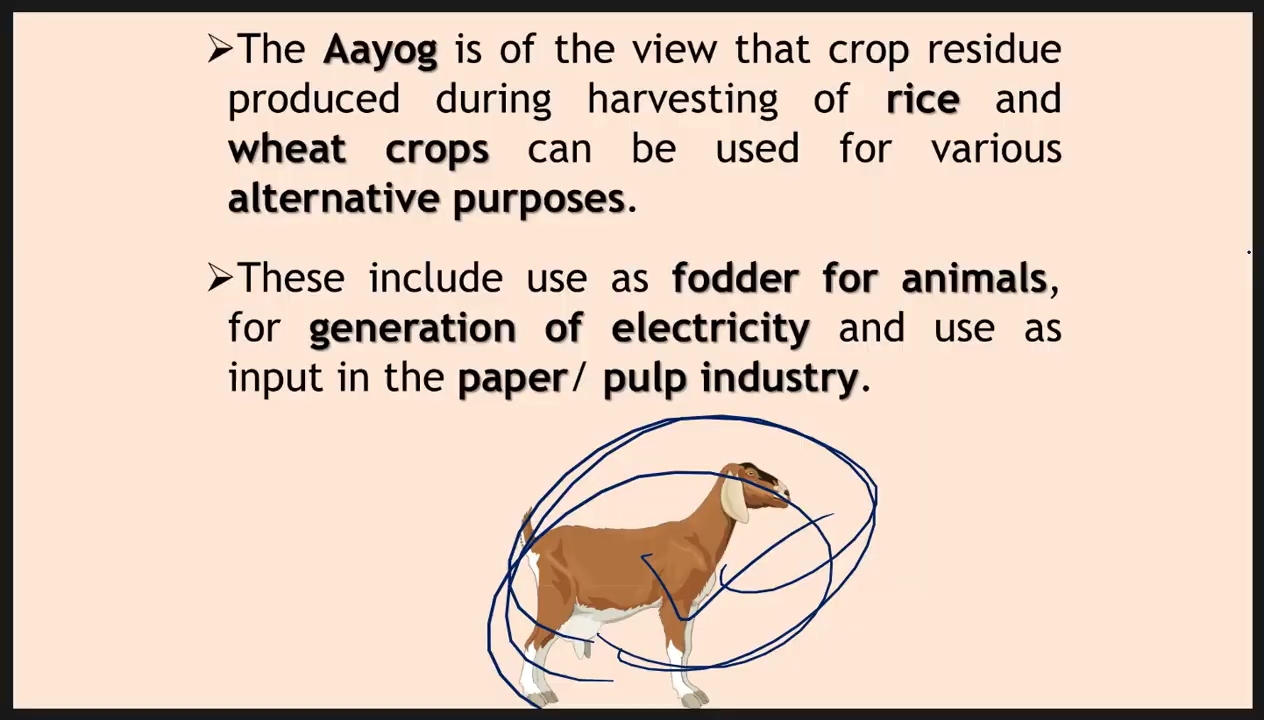 ➢The Aayog is of the view that crop residue
produced during harvesting of rice and
wheat crops can be used for various
alternative purposes.
➢These include use as fodder for animals,
for generation of electricity and use as
input in the paper/ pulp industry.